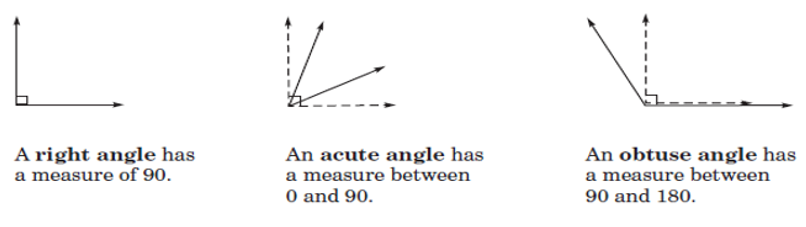 A right angle has
a measure of 90.
An acute angle has
a measure between
0 and 90.
An obtuse angle has
a measure between
90 and 180.